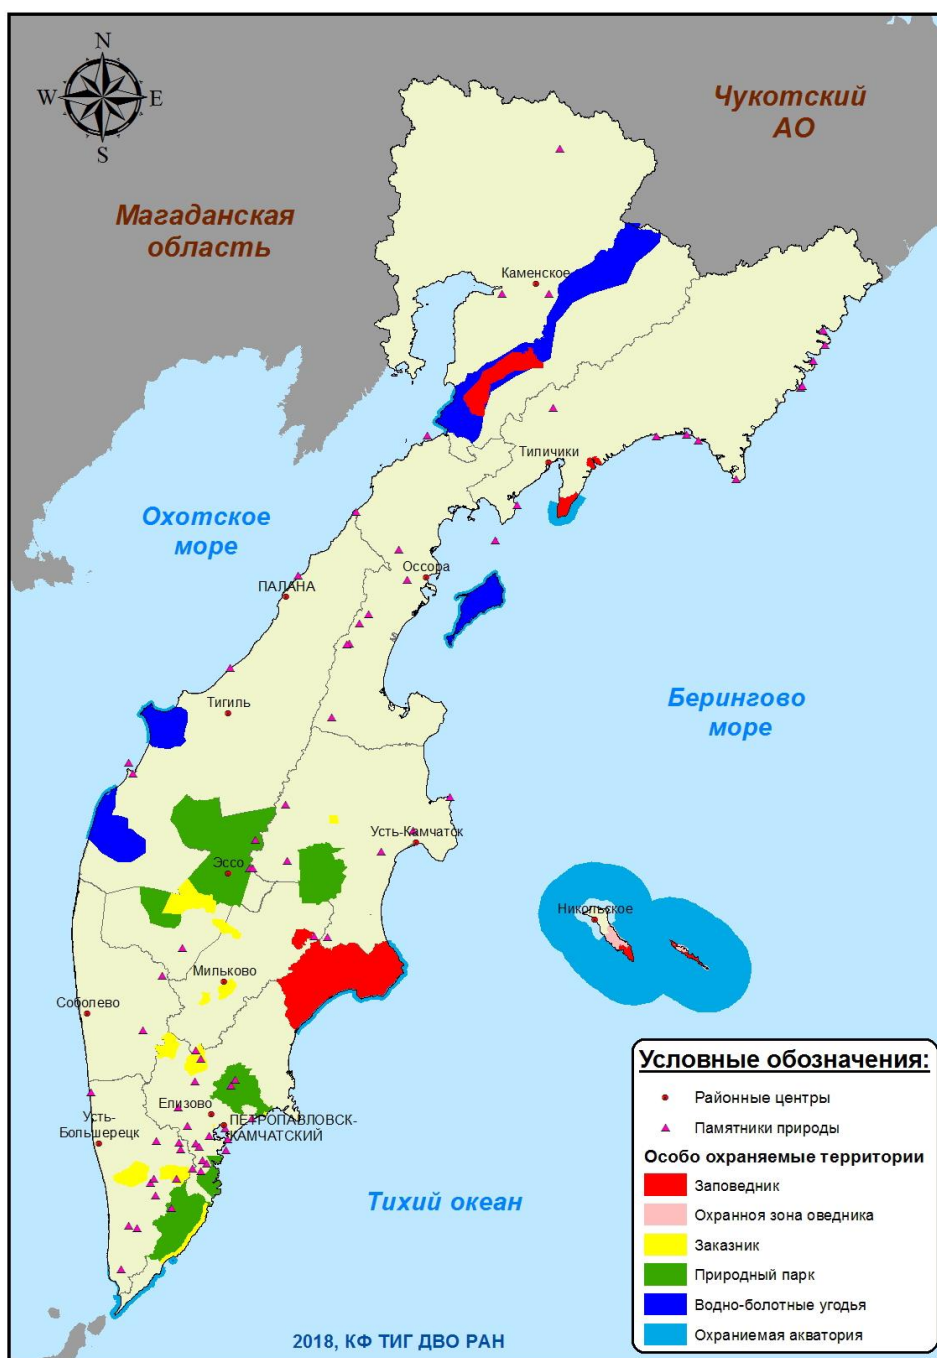 N
W E
S
Чукотский
АО
Магаданская
область
Каменское
Тиличики
Охотское
море
Оссора
ПАЛАНА
Берингово
море
Тигиль
Усть-Камчатск
Эссо
Никольское
Мильково
Соболево
Елизово
Усть-
Большерецк
ПЕТРОПАВЛОВСК-
КАМЧАТСКИЙ
Тихий океан
Условные обозначения:
Районные центры
Памятники природы
Особо охраняемые территории
Заповедник
Охранноя зона оведника
Заказник
Природный парк
Водно-болотные угодья
Охраниемая акватория
2018, КФ ТИГ ДВО РАН